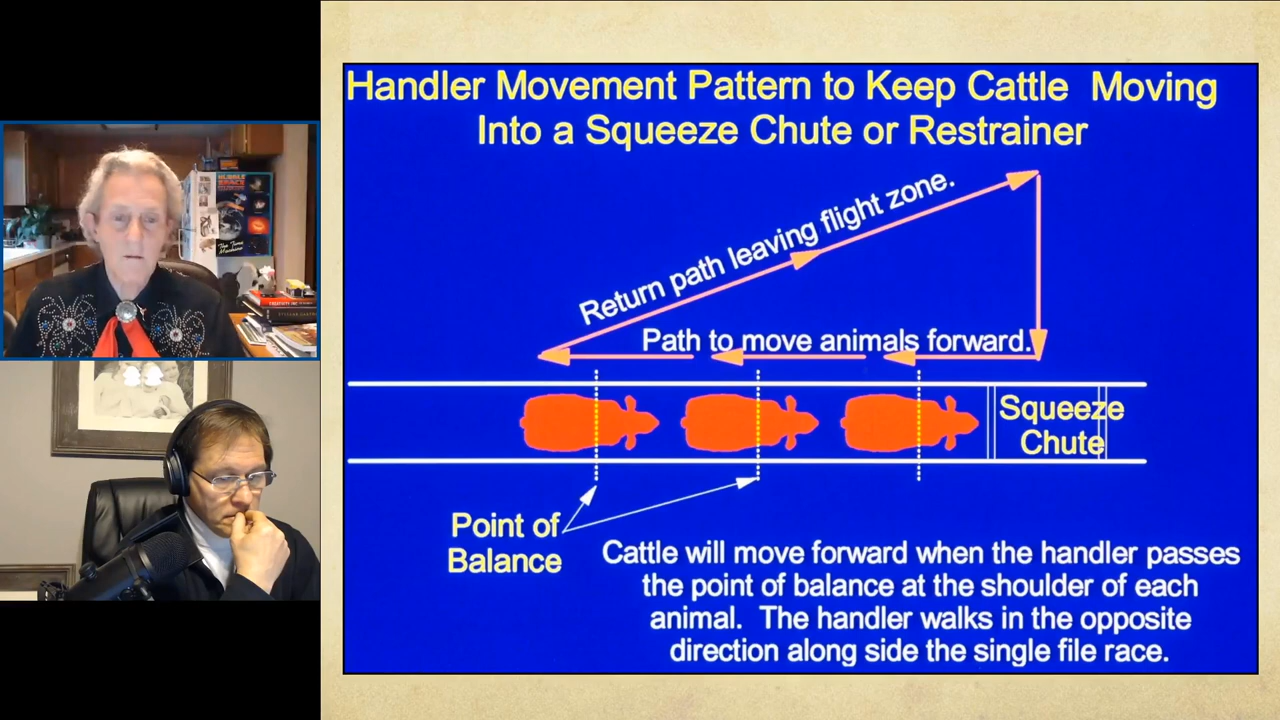 Handler Movement Pattern to Keep Cattle Moving
Into a Squeeze Chute or Restrainer
Return path leaving flight zone.
Path to move animals forward.
Squeeze
Chute
Point of
Balance
Cattle will move forward when the handler passes
the point of balance at the shoulder of each
animal. The handler walks in the opposite
direction along side the single file race.
The Time
Machine